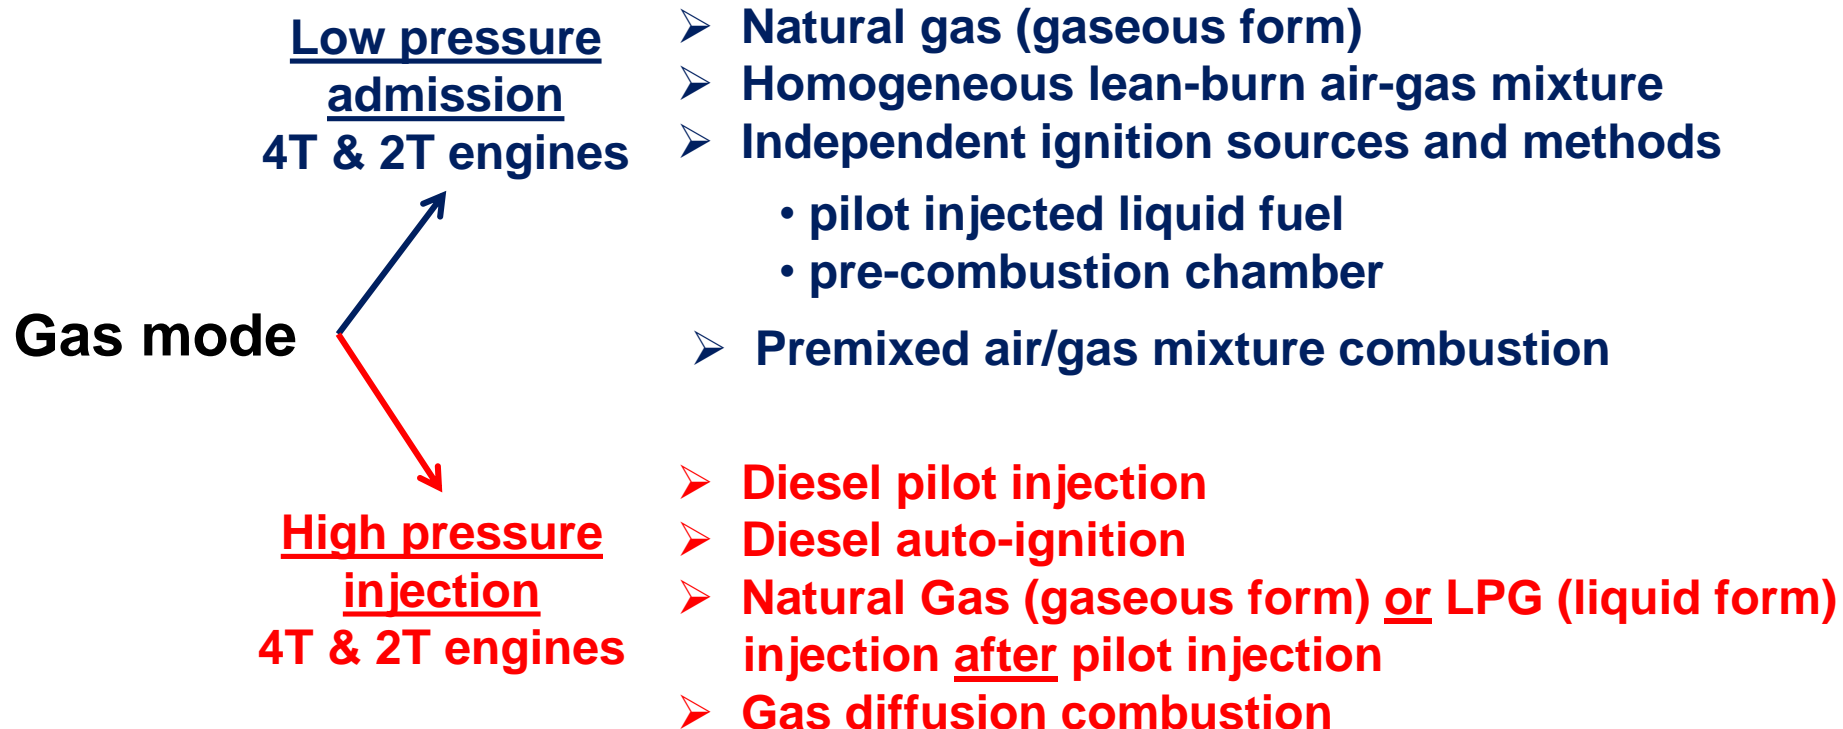 Low pressure
admission
4T & 2T engines
➢ Natural gas (gaseous form)
➢ Homogeneous lean-burn air-gas mixture
➢ Independent ignition sources and methods
• pilot injected liquid fuel
• pre-combustion chamber
➢ Premixed air/gas mixture combustion
Gas mode
High pressure
injection
4T & 2T engines
➢ Diesel pilot injection
➢ Diesel auto-ignition
➢ Natural Gas (gaseous form) or LPG (liquid form)
injection after pilot injection
➢ Gas diffusion combustion